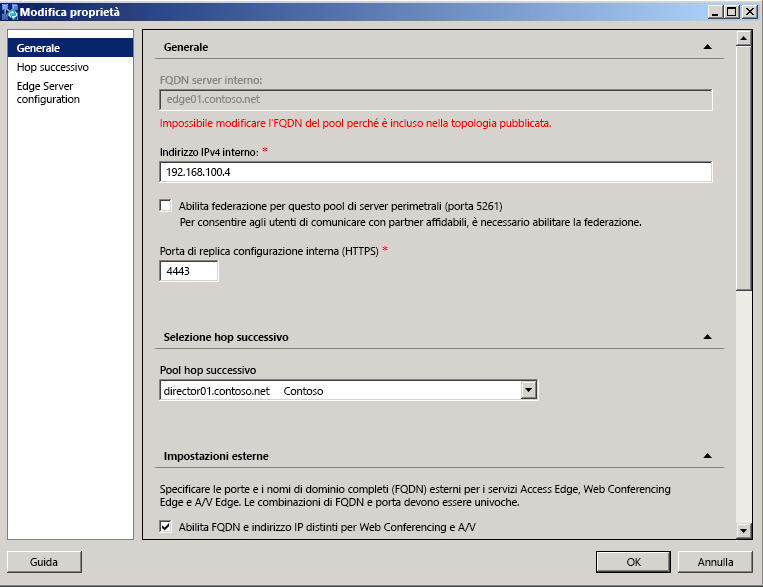 Modifica proprietà
Generale
Hop successivo
Edge Server
configuration
Generale
FQDN server interno:
edge01.contoso.net
Impossibile modificare l'FQDN del pool perché è incluso nella topologia pubblicata.
Indirizzo IPv4 interno: *
192.168.100.4
Abilita federazione per questo pool di server perimetrali (porta 5261)
Per consentire agli utenti di comunicare con partner affidabili, è necessario abilitare la federazione.
Porta di replica configurazione interna (HTTPS) *
4443
Selezione hop successivo
Pool hop successivo
director01.contoso.net Contoso
Impostazioni esterne
Specificare le porte e i nomi di dominio completi (FQDN) esterni per i servizi Access Edge, Web Conferencing
Edge e A/V Edge. Le combinazioni di FQDN e porta devono essere univoche.
Abilita FQDN e indirizzo IP distinti per Web Conferencing e A/V
Guida
OK
Annulla